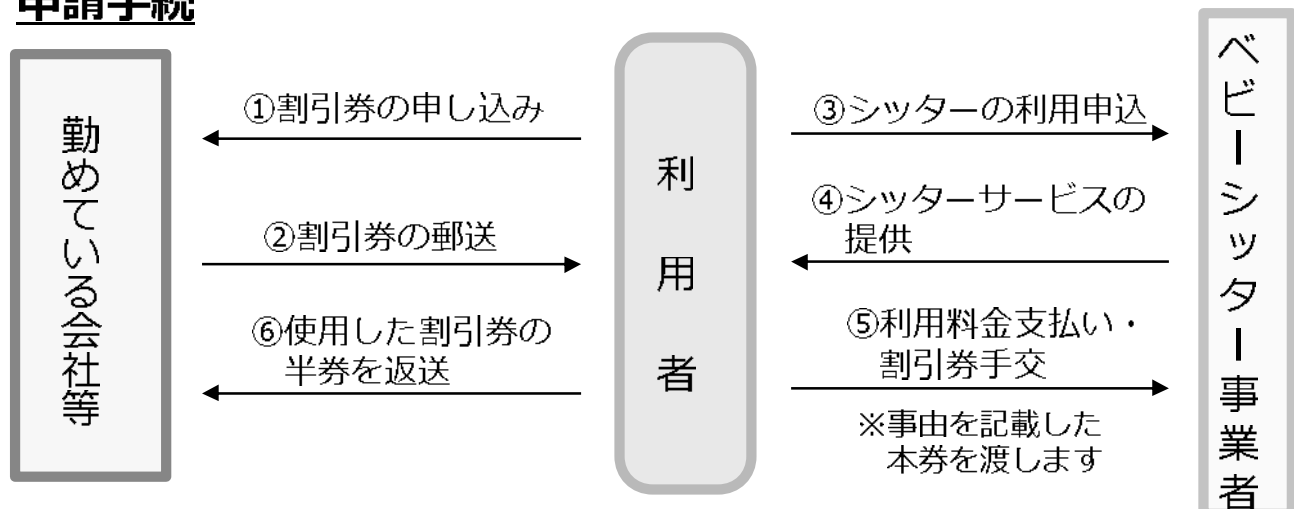 申請手続
勤めている会社等
①割引券の申し込み
②割引券の郵送
⑥使用した割引券の
半券を返送
利用者
③シッターの利用申込
④シッターサービスの
提供
⑤利用料金支払い・
割引券手交
※事由を記載した
本券を渡します
ベビーシッター事業者